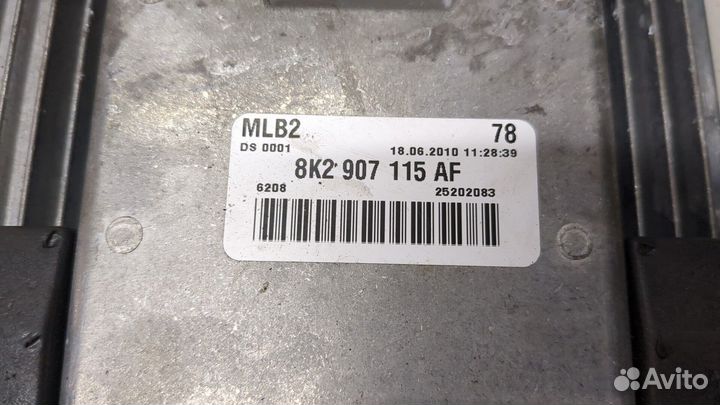 MLB2 78
DS 0001 18.06.2010 11:28:39
8K2 907 115 AF
6208 25202083
Avito